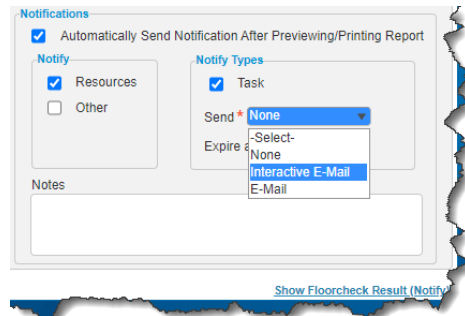 Notifications
Automatically Send Notification After Previewing/Printing Report
Notify
Notify Types
Resources
Task
Other
Send * None
-Select-
Expire
None
Interactive E-Mail
E-Mail
Notes
Show Floorcheck Result (Notify